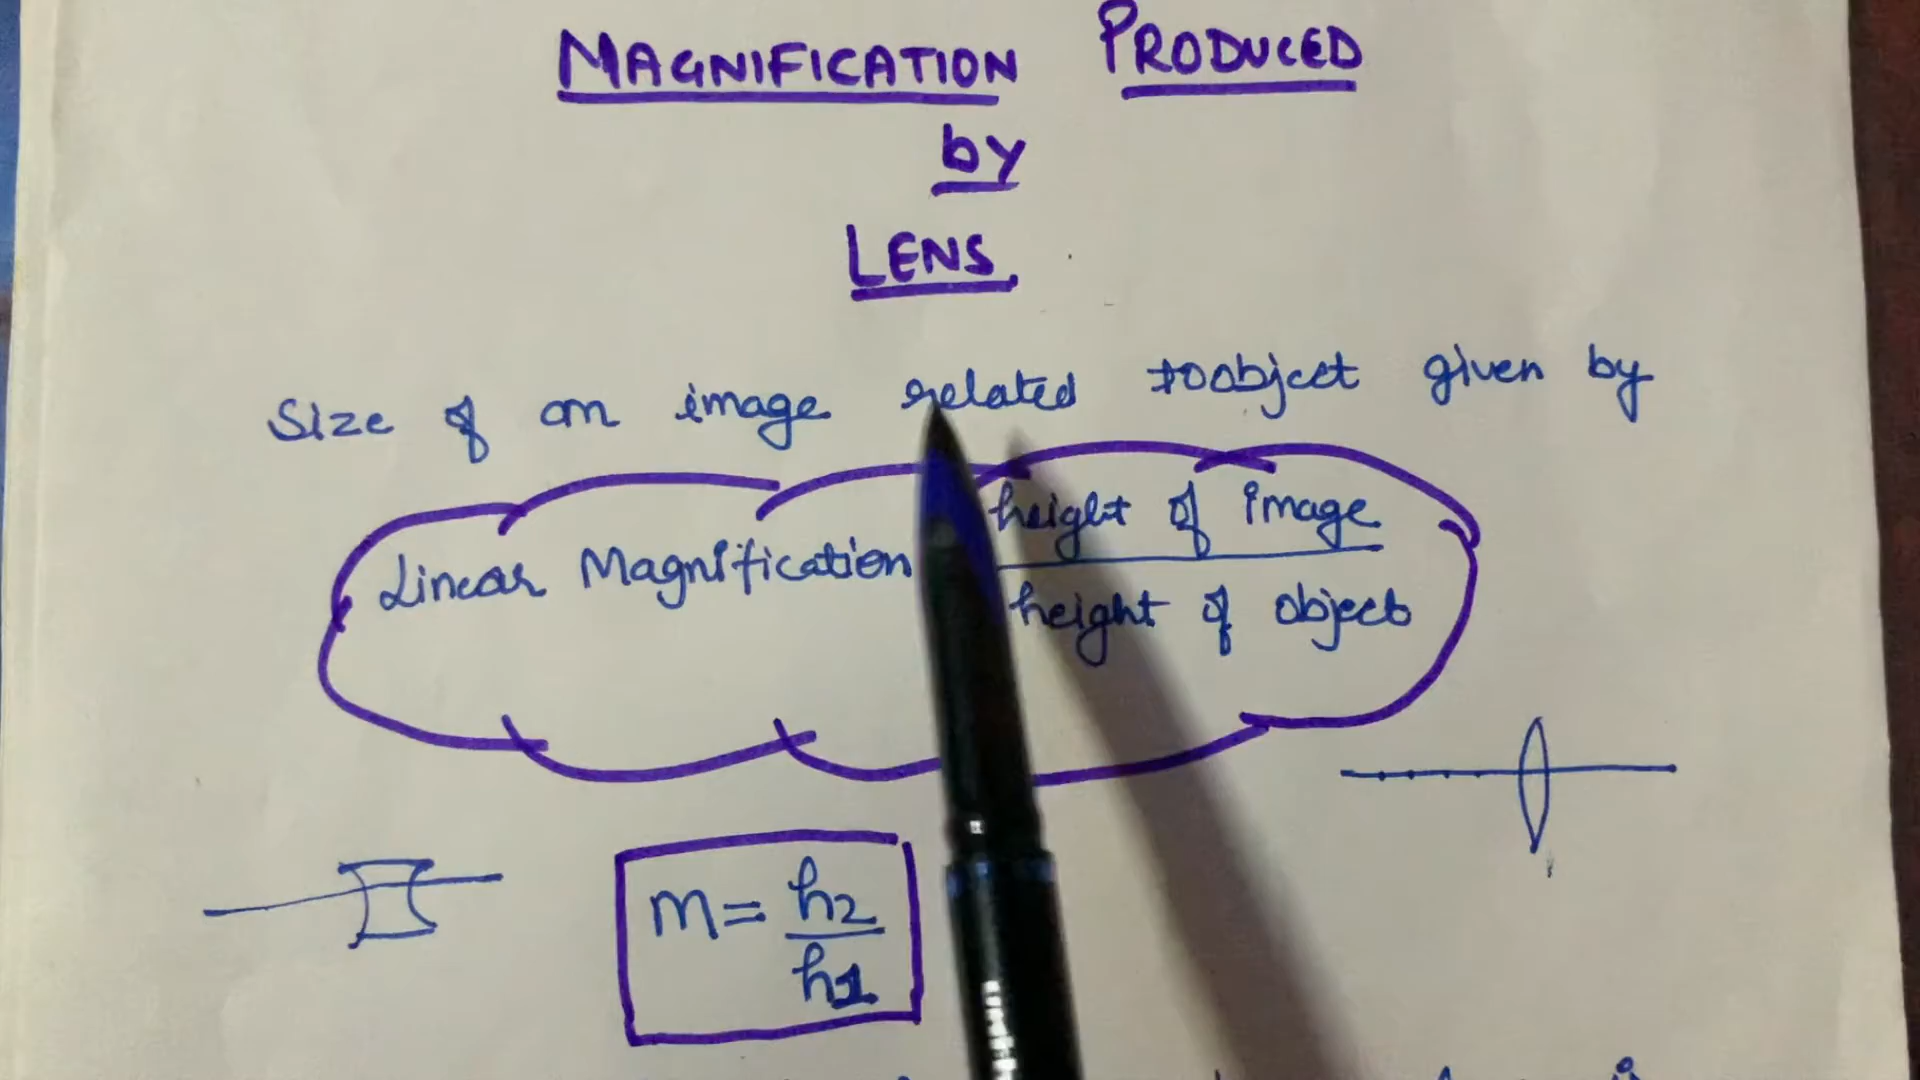 MAGNIFICATION PRODUCED
by
LENS.
Size of an image related to object given by
Linear Magnification height of image
height of object
m = h2
h1